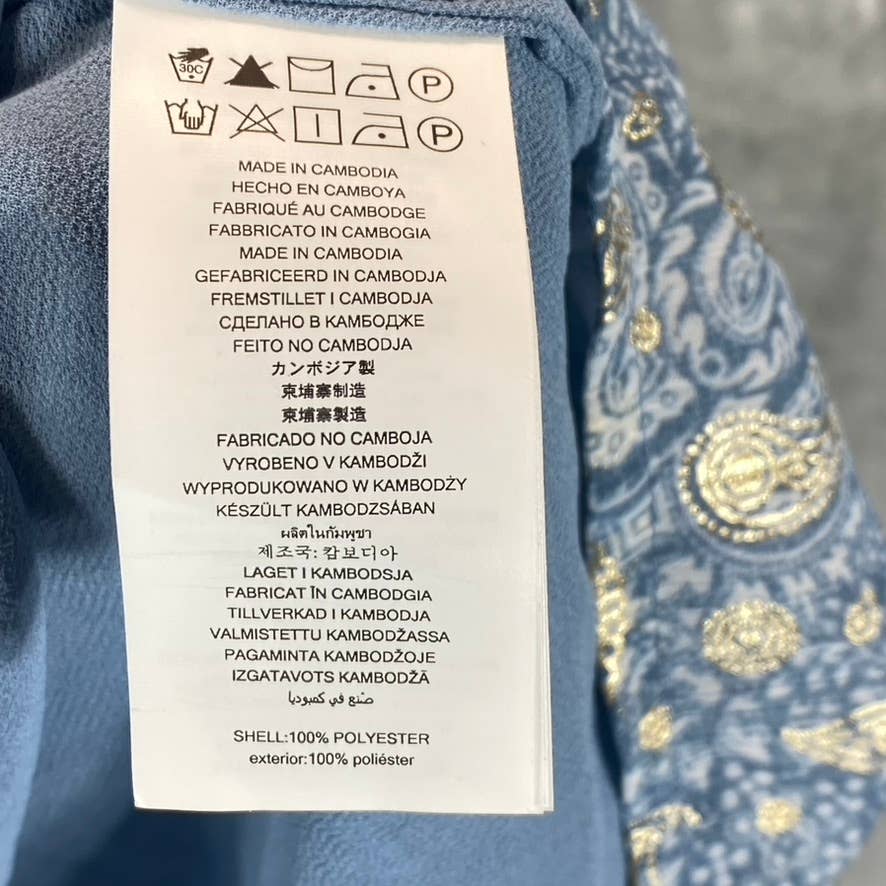 30C P
P
MADE IN CAMBODIA
HECHO EN CAMBOYA
FABRIQUÉ AU CAMBODGE
FABBRICATO IN CAMBOGIA
MADE IN CAMBODIA
GEFABRICEERD IN CAMBODJA
FREMSTILLET I CAMBODJA
СДЕЛАНО В КАМБОДЖЕ
FEITO NO CAMBODJA
カンボジア製
柬埔寨制造
柬埔寨製造
FABRICADO NO CAMBOJA
VYROBENO V KAMBODŽI
WYPRODUKOWANO W KAMBODŻY
KÉSZÜLT KAMBODZSÁBAN
ผลิตในกัมพูชา
제조국: 캄보디아
LAGET I KAMBODSJA
FABRICAT ÎN CAMBODGIA
TILLVERKAD I KAMBODJA
VALMISTETTU KAMBODŽASSA
PAGAMINTA KAMBODŽOJE
IZGATAVOTS KAMBODŽĀ
صُنع في كمبوديا
SHELL:100% POLYESTER
exterior:100% poliéster